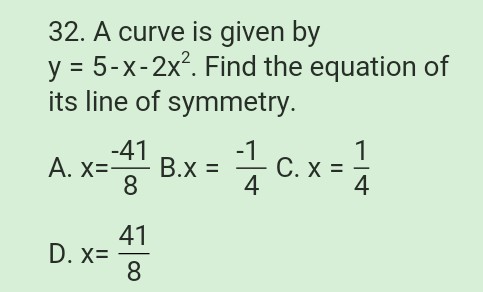 32. A curve is given by
y = 5-x-2x². Find the equation of
its line of symmetry.
A. x=-41/8 B.x = -1/4 C. x = 1/4
D. x= 41/8